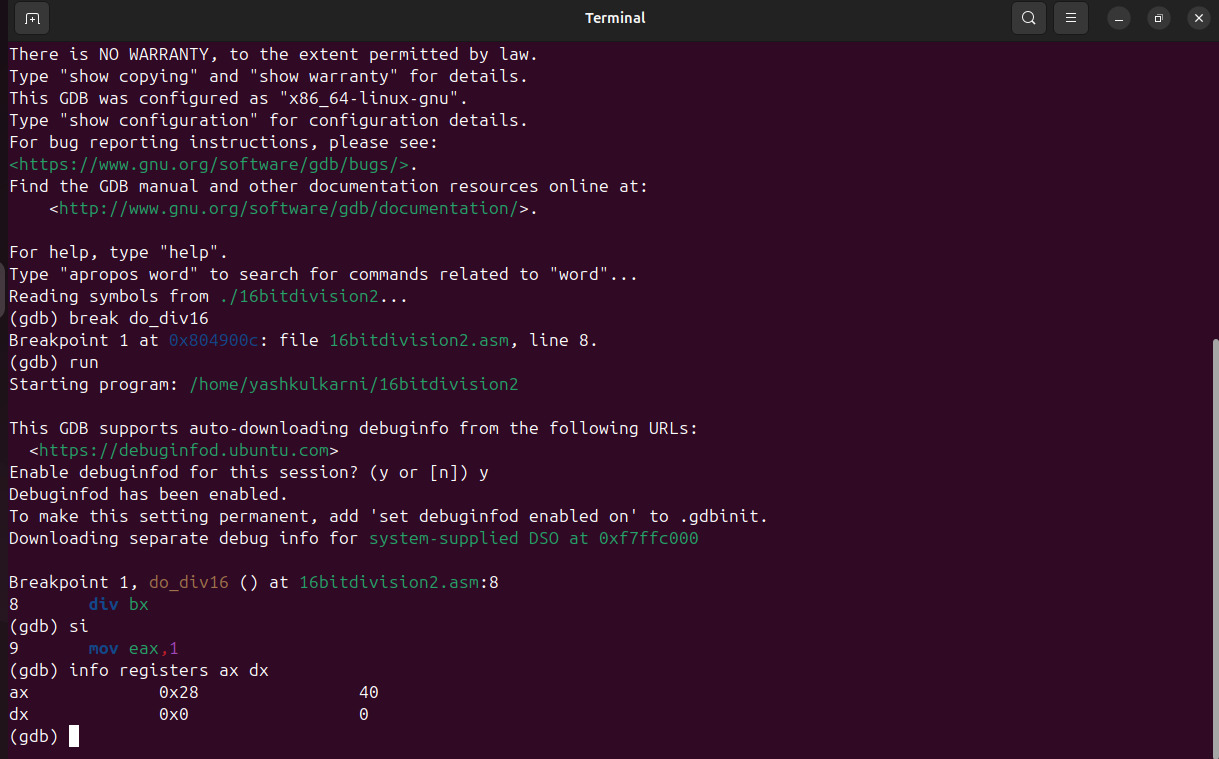 Terminal
There is NO WARRANTY, to the extent permitted by law.
Type "show copying" and "show warranty" for details.
This GDB was configured as "x86_64-linux-gnu".
Type "show configuration" for configuration details.
For bug reporting instructions, please see:
<https://www.gnu.org/software/gdb/bugs/>.
Find the GDB manual and other documentation resources online at:
    <http://www.gnu.org/software/gdb/documentation/>.

For help, type "help".
Type "apropos word" to search for commands related to "word"...
Reading symbols from ./16bitdivision2...
(gdb) break do_div16
Breakpoint 1 at 0x804900c: file 16bitdivision2.asm, line 8.
(gdb) run
Starting program: /home/yashkulkarni/16bitdivision2

This GDB supports auto-downloading debuginfo from the following URLs:
  <https://debuginfod.ubuntu.com>
Enable debuginfod for this session? (y or [n]) y
Debuginfod has been enabled.
To make this setting permanent, add 'set debuginfod enabled on' to .gdbinit.
Downloading separate debug info for system-supplied DSO at 0xf7ffc000

Breakpoint 1, do_div16 () at 16bitdivision2.asm:8
8       div bx
(gdb) si
9       mov eax,1
(gdb) info registers ax dx
ax             0x28                40
dx             0x0                 0
(gdb)